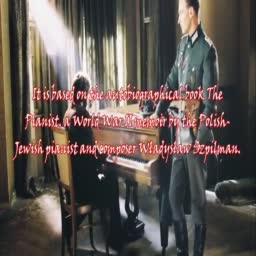 It is based on the autobiographical book The
Pianist, a World War II memoir by the Polish-
Jewish pianist and composer Władysław Szpilman.